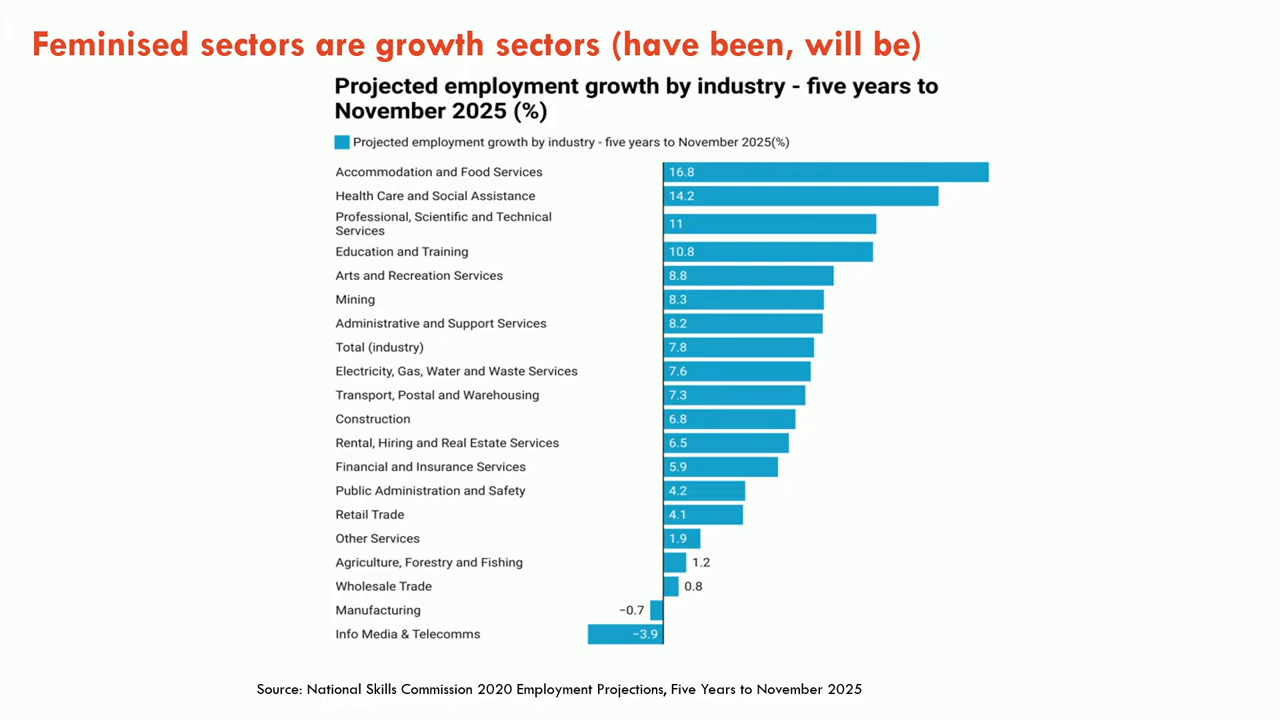 Feminised sectors are growth sectors (have been, will be)
Projected employment growth by industry - five years to
November 2025 (%)
Projected employment growth by industry - five years to November 2025(%)
Accommodation and Food Services 16.8
Health Care and Social Assistance 14.2
Professional, Scientific and Technical
Services 11
Education and Training 10.8
Arts and Recreation Services 8.8
Mining 8.3
Administrative and Support Services 8.2
Total (industry) 7.8
Electricity, Gas, Water and Waste Services 7.6
Transport, Postal and Warehousing 7.3
Construction 6.8
Rental, Hiring and Real Estate Services 6.5
Financial and Insurance Services 5.9
Public Administration and Safety 4.2
Retail Trade 4.1
Other Services 1.9
Agriculture, Forestry and Fishing 1.2
Wholesale Trade 0.8
Manufacturing −0.7
Info Media & Telecomms −3.9
Source: National Skills Commission 2020 Employment Projections, Five Years to November 2025